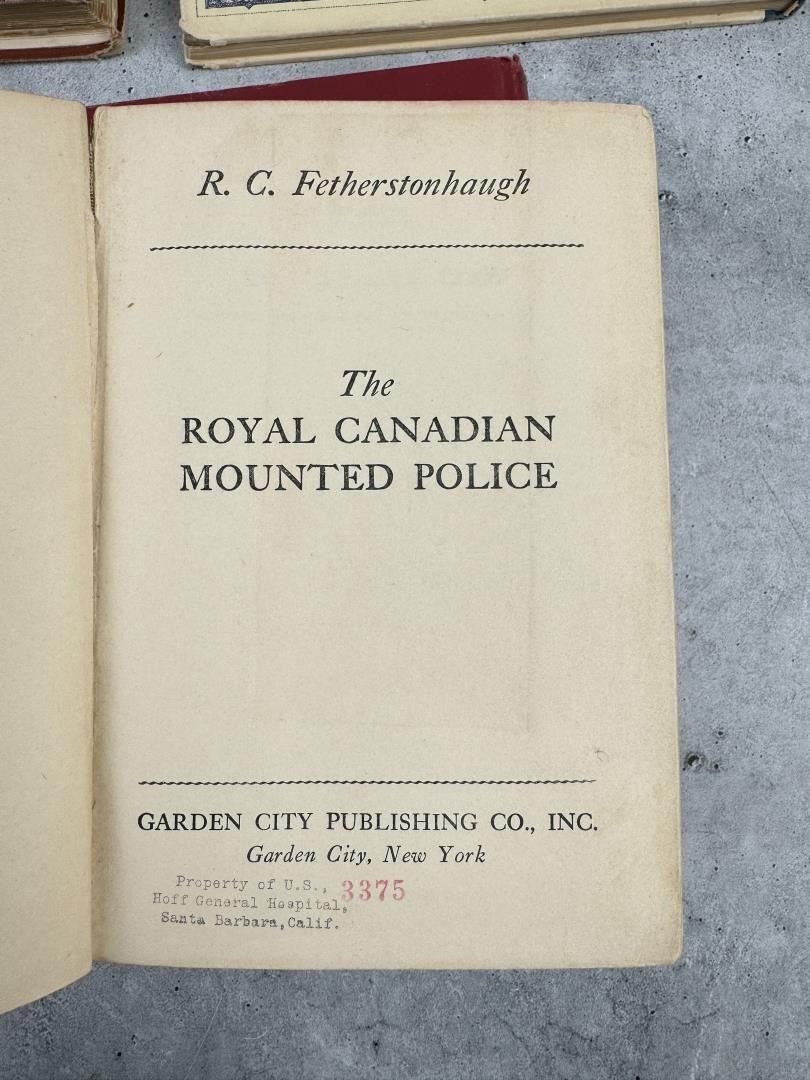 R. C. Fetherstonhaugh
The
ROYAL CANADIAN
MOUNTED POLICE
GARDEN CITY PUBLISHING CO., INC.
Garden City, New York
Property of U.S., 3375
Hoff General Hospital,
Santa Barbara,Calif.